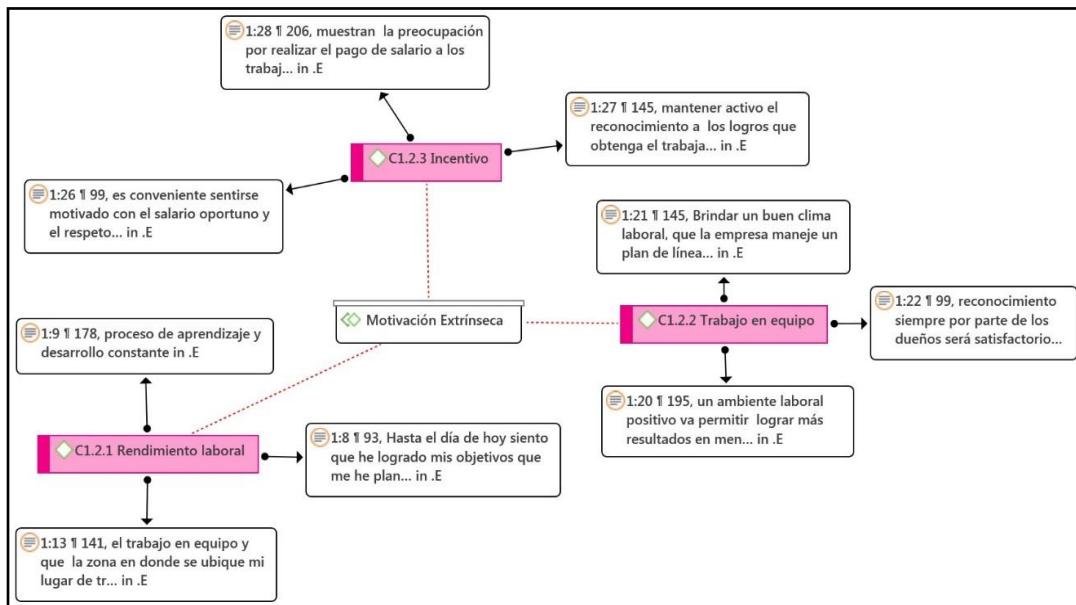 1:28 ¶ 206, muestran  la preocupación
por realizar el pago de salario a los
trabaj... in .E
1:27 ¶ 145, mantener activo el
reconocimiento a  los logros que
obtenga el trabaja... in .E
C1.2.3 Incentivo
1:26 ¶ 99, es conveniente sentirse
motivado con el salario oportuno y
el respeto... in .E
1:21 ¶ 145, Brindar un buen clima
laboral, que la empresa maneje un
plan de línea... in .E
1:22 ¶ 99, reconocimiento
siempre por parte de los
dueños será satisfactorio...
Motivación Extrínseca
C1.2.2 Trabajo en equipo
1:9 ¶ 178, proceso de aprendizaje y
desarrollo constante in .E
1:20 ¶ 195, un ambiente laboral
positivo va permitir  lograr más
resultados en men... in .E
C1.2.1 Rendimiento laboral
1:8 ¶ 93, Hasta el día de hoy siento
que he logrado mis objetivos que
me he plan... in .E
1:13 ¶ 141, el trabajo en equipo y
que  la zona en donde se ubique mi
lugar de tr... in .E